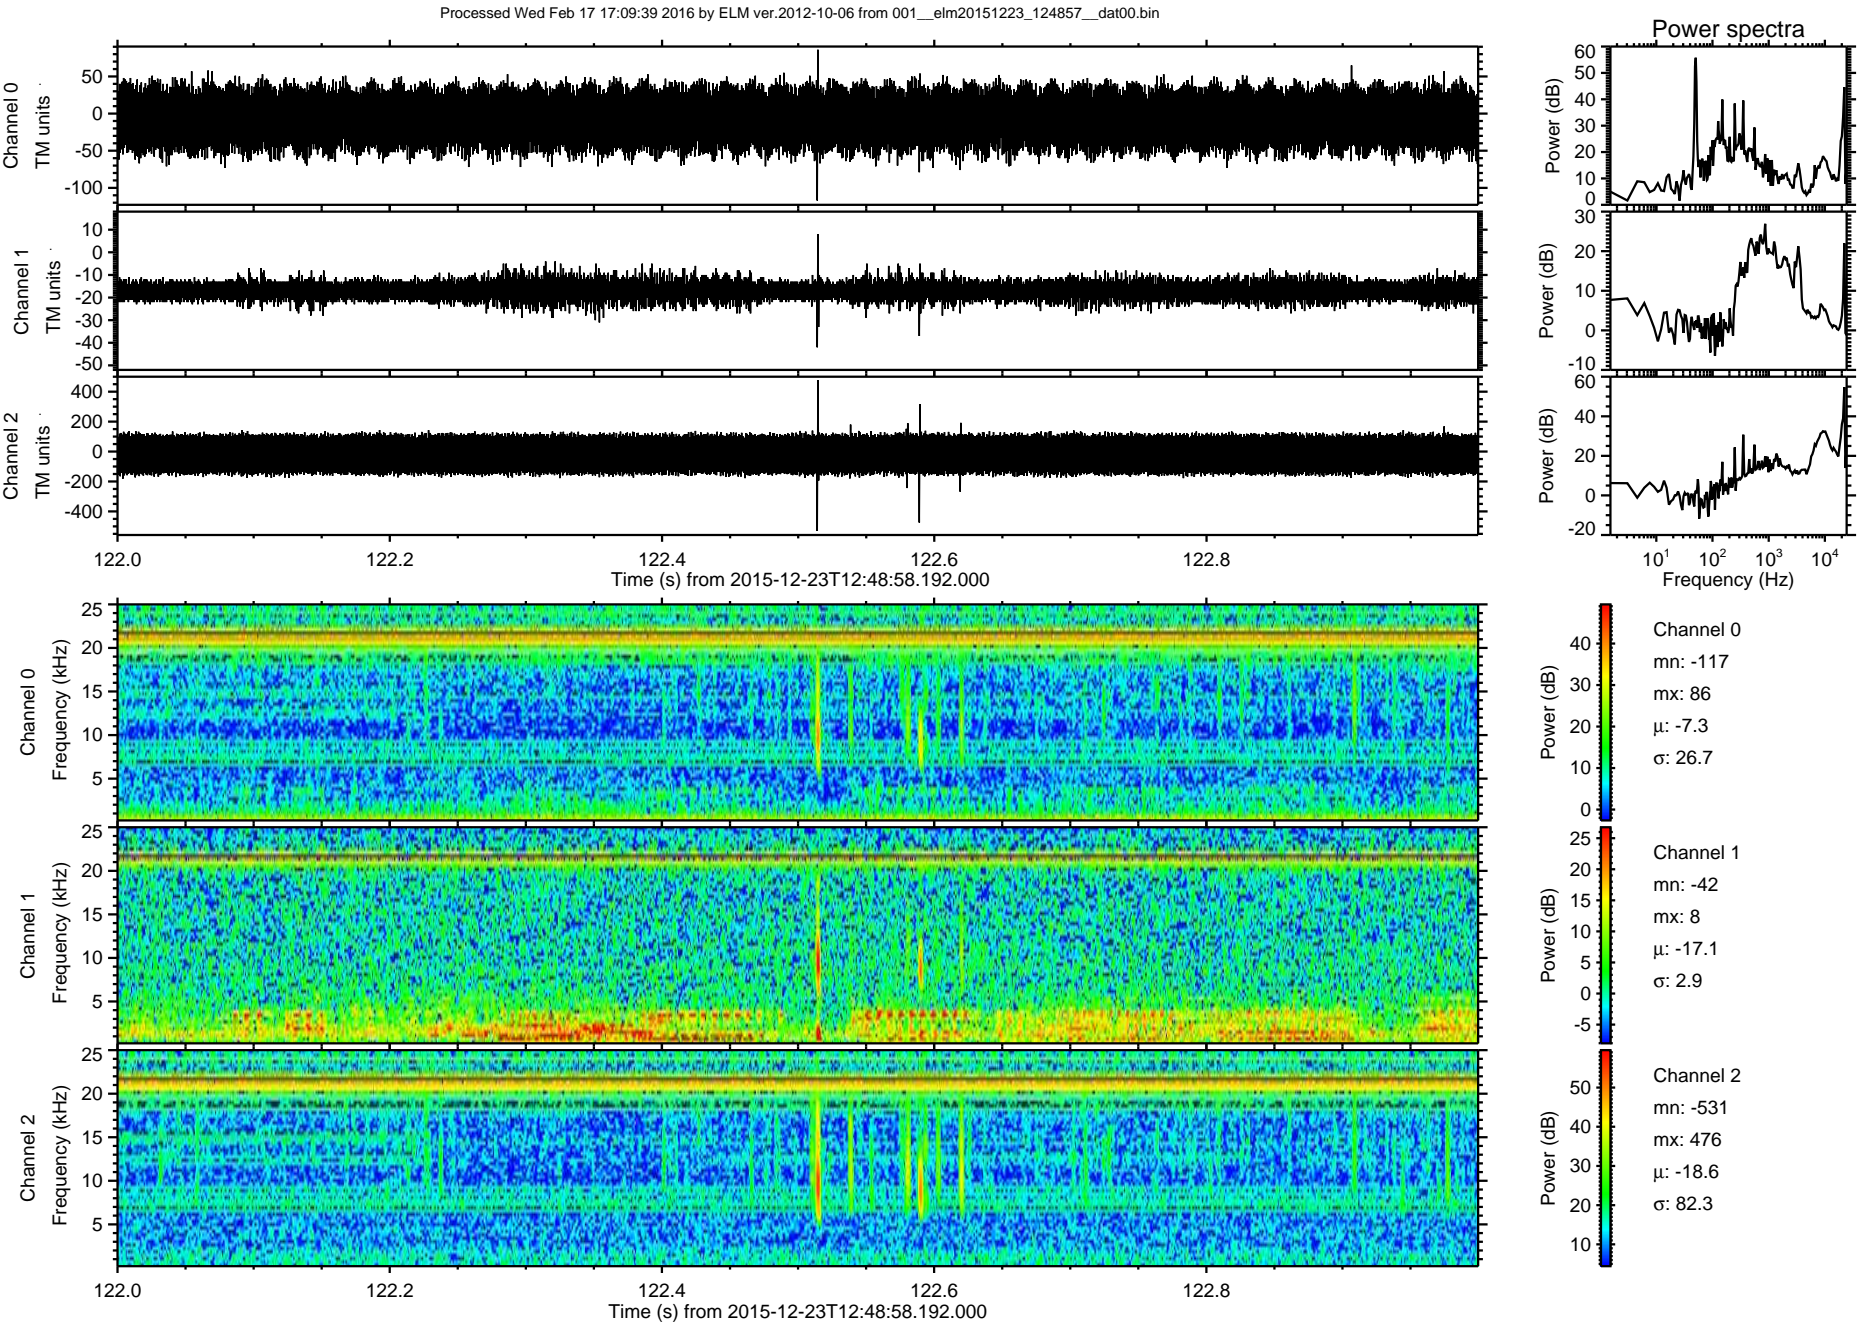 Processed Wed Feb 17 17:09:39 2016 by ELM ver.2012-10-06 from 001__elm20151223_124857__dat00.bin
Power spectra
Channel 0
TM units
50
0
-50
-100
Power (dB)
60
50
40
30
20
10
0
Channel 1
TM units
10
0
-10
-20
-30
-40
-50
Power (dB)
30
20
10
0
-10
Channel 2
TM units
400
200
0
-200
-400
Power (dB)
60
40
20
0
-20
122.0 122.2 122.4 122.6 122.8
Time (s) from 2015-12-23T12:48:58.192.000
10¹ 10² 10³ 10⁴
Frequency (Hz)
Channel 0
Frequency (kHz)
25
20
15
10
5
Power (dB)
40
30
20
10
0
Channel 0
mn: -117
mx: 86
μ: -7.3
σ: 26.7
Channel 1
Frequency (kHz)
25
20
15
10
5
Power (dB)
25
20
15
10
5
0
-5
Channel 1
mn: -42
mx: 8
μ: -17.1
σ: 2.9
Channel 2
Frequency (kHz)
25
20
15
10
5
Power (dB)
50
40
30
20
10
Channel 2
mn: -531
mx: 476
μ: -18.6
σ: 82.3
122.0 122.2 122.4 122.6 122.8
Time (s) from 2015-12-23T12:48:58.192.000